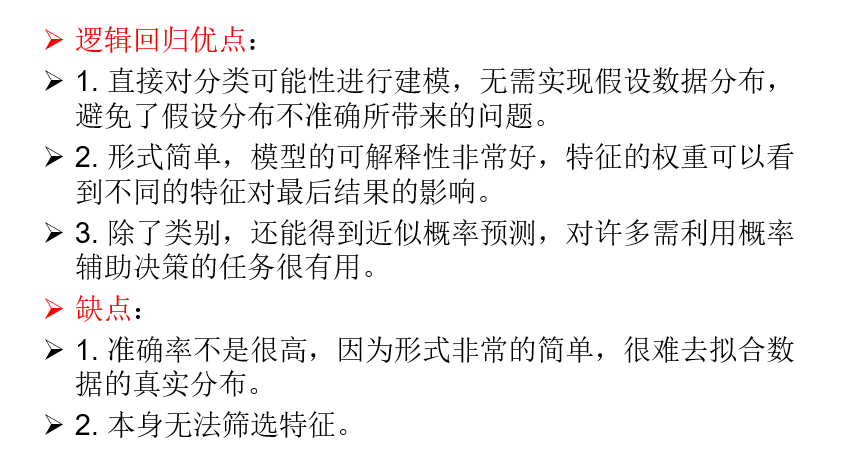 ➢ 逻辑回归优点：
➢ 1. 直接对分类可能性进行建模，无需实现假设数据分布，
避免了假设分布不准确所带来的问题。
➢ 2. 形式简单，模型的可解释性非常好，特征的权重可以看
到不同的特征对最后结果的影响。
➢ 3. 除了类别，还能得到近似概率预测，对许多需利用概率
辅助决策的任务很有用。
➢ 缺点：
➢ 1. 准确率不是很高，因为形式非常的简单，很难去拟合数
据的真实分布。
➢ 2. 本身无法筛选特征。